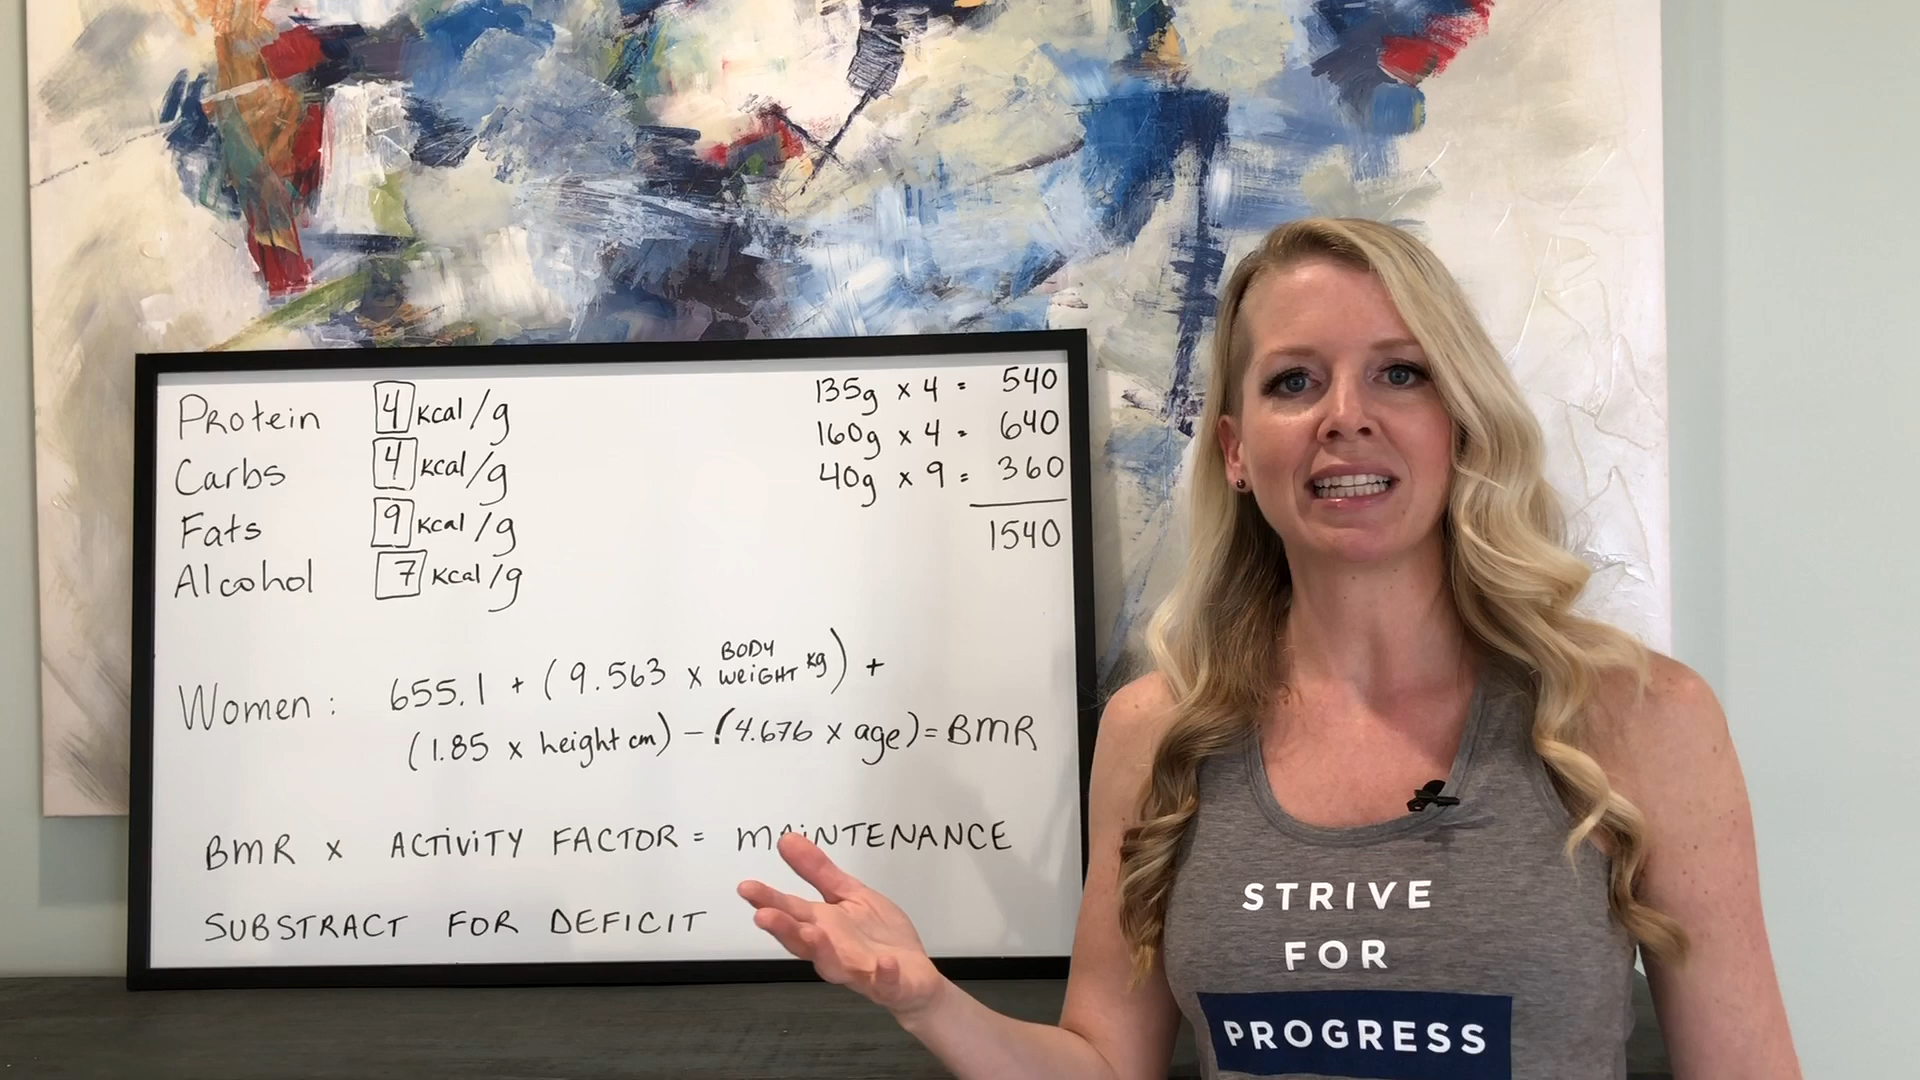 Protein 4 Kcal/g
Carbs 4 Kcal/g
Fats 9 Kcal/g
Alcohol 7 Kcal/g
135g x 4 = 540
160g x 4 = 640
40g x 9 = 360
1540
Women: 655.1 + (9.563 x BODY WEIGHT kg) +
(1.85 x height cm) - (4.676 x age) = BMR
BMR x ACTIVITY FACTOR = MAINTENANCE
SUBSTRACT FOR DEFICIT
STRIVE
FOR
PROGRESS